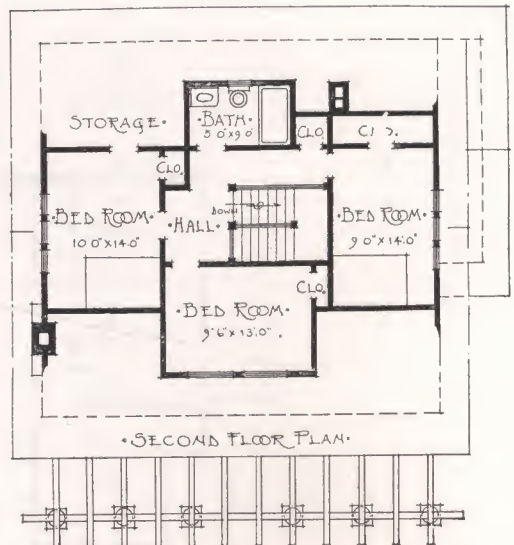 STORAGE
BATH
5'0"X9'0"
CLO.
CLO.
BED ROOM
10'0"X14'0"
HALL
DOWN
BED ROOM
9'0"X14'0"
CLO.
BED ROOM
9'6"X13'0"
SECOND FLOOR PLAN